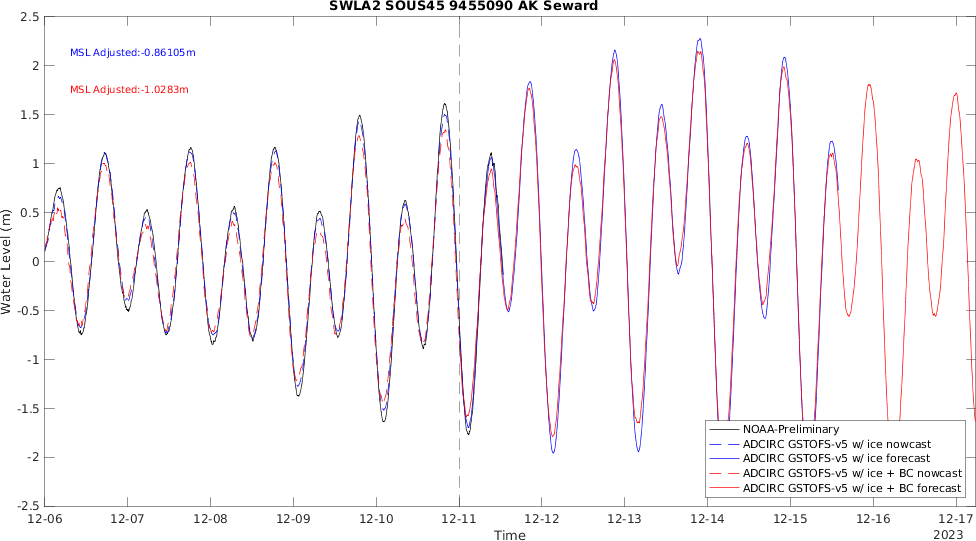 SWLA2 SOUS45 9455090 AK Seward
MSL Adjusted:-0.86105m
MSL Adjusted:-1.0283m
2.5
2
1.5
1
0.5
0
-0.5
-1
-1.5
-2
-2.5
Water Level (m)
NOAA-Preliminary
ADCIRC GSTOFS-v5 w/ ice nowcast
ADCIRC GSTOFS-v5 w/ ice forecast
ADCIRC GSTOFS-v5 w/ ice + BC nowcast
ADCIRC GSTOFS-v5 w/ ice + BC forecast
12-06 12-07 12-08 12-09 12-10 12-11 12-12 12-13 12-14 12-15 12-16 12-17
Time
2023